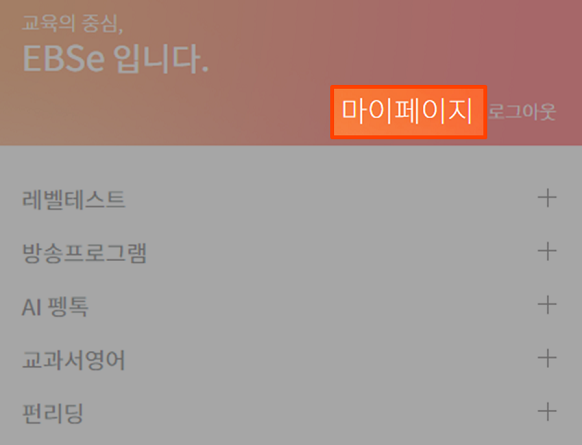 교육의 중심,
EBSe 입니다.
마이페이지 로그아웃
레벨테스트
방송프로그램
AI 펭톡
교과서영어
펀리딩